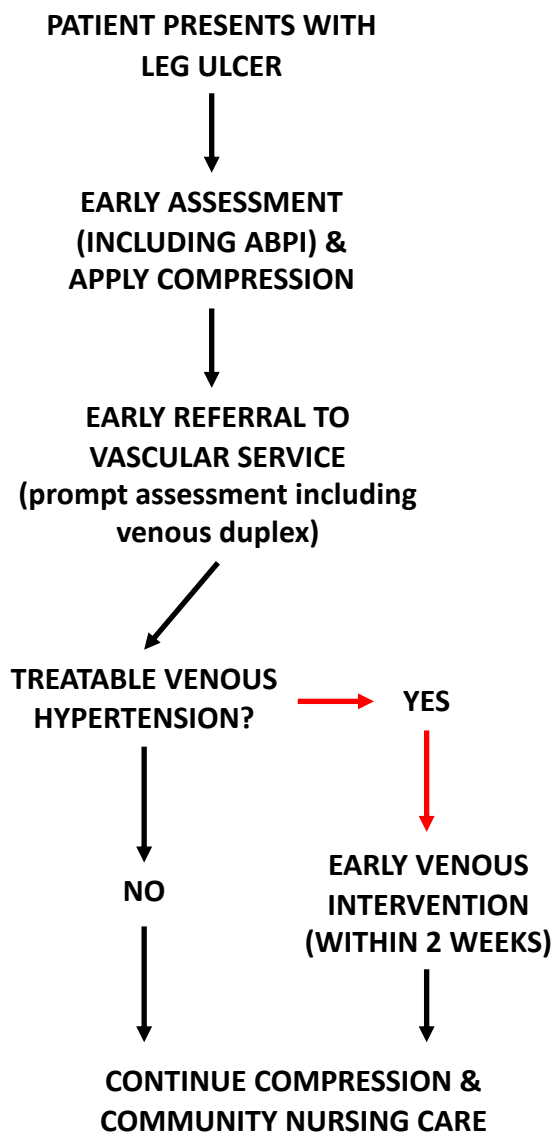 PATIENT PRESENTS WITH
LEG ULCER
EARLY ASSESSMENT
(INCLUDING ABPI) &
APPLY COMPRESSION
EARLY REFERRAL TO
VASCULAR SERVICE
(prompt assessment including
venous duplex)
TREATABLE VENOUS
HYPERTENSION?
YES
NO
EARLY VENOUS
INTERVENTION
(WITHIN 2 WEEKS)
CONTINUE COMPRESSION &
COMMUNITY NURSING CARE